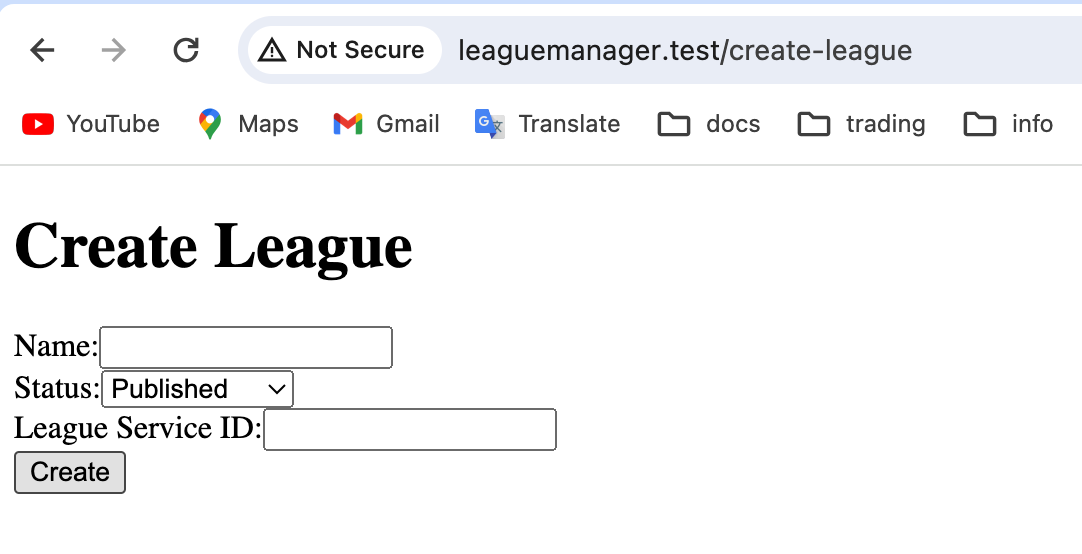 Not Secure leaguemanager.test/create-league
YouTube Maps Gmail Translate docs trading info
Create League
Name:
Status: Published
League Service ID:
Create